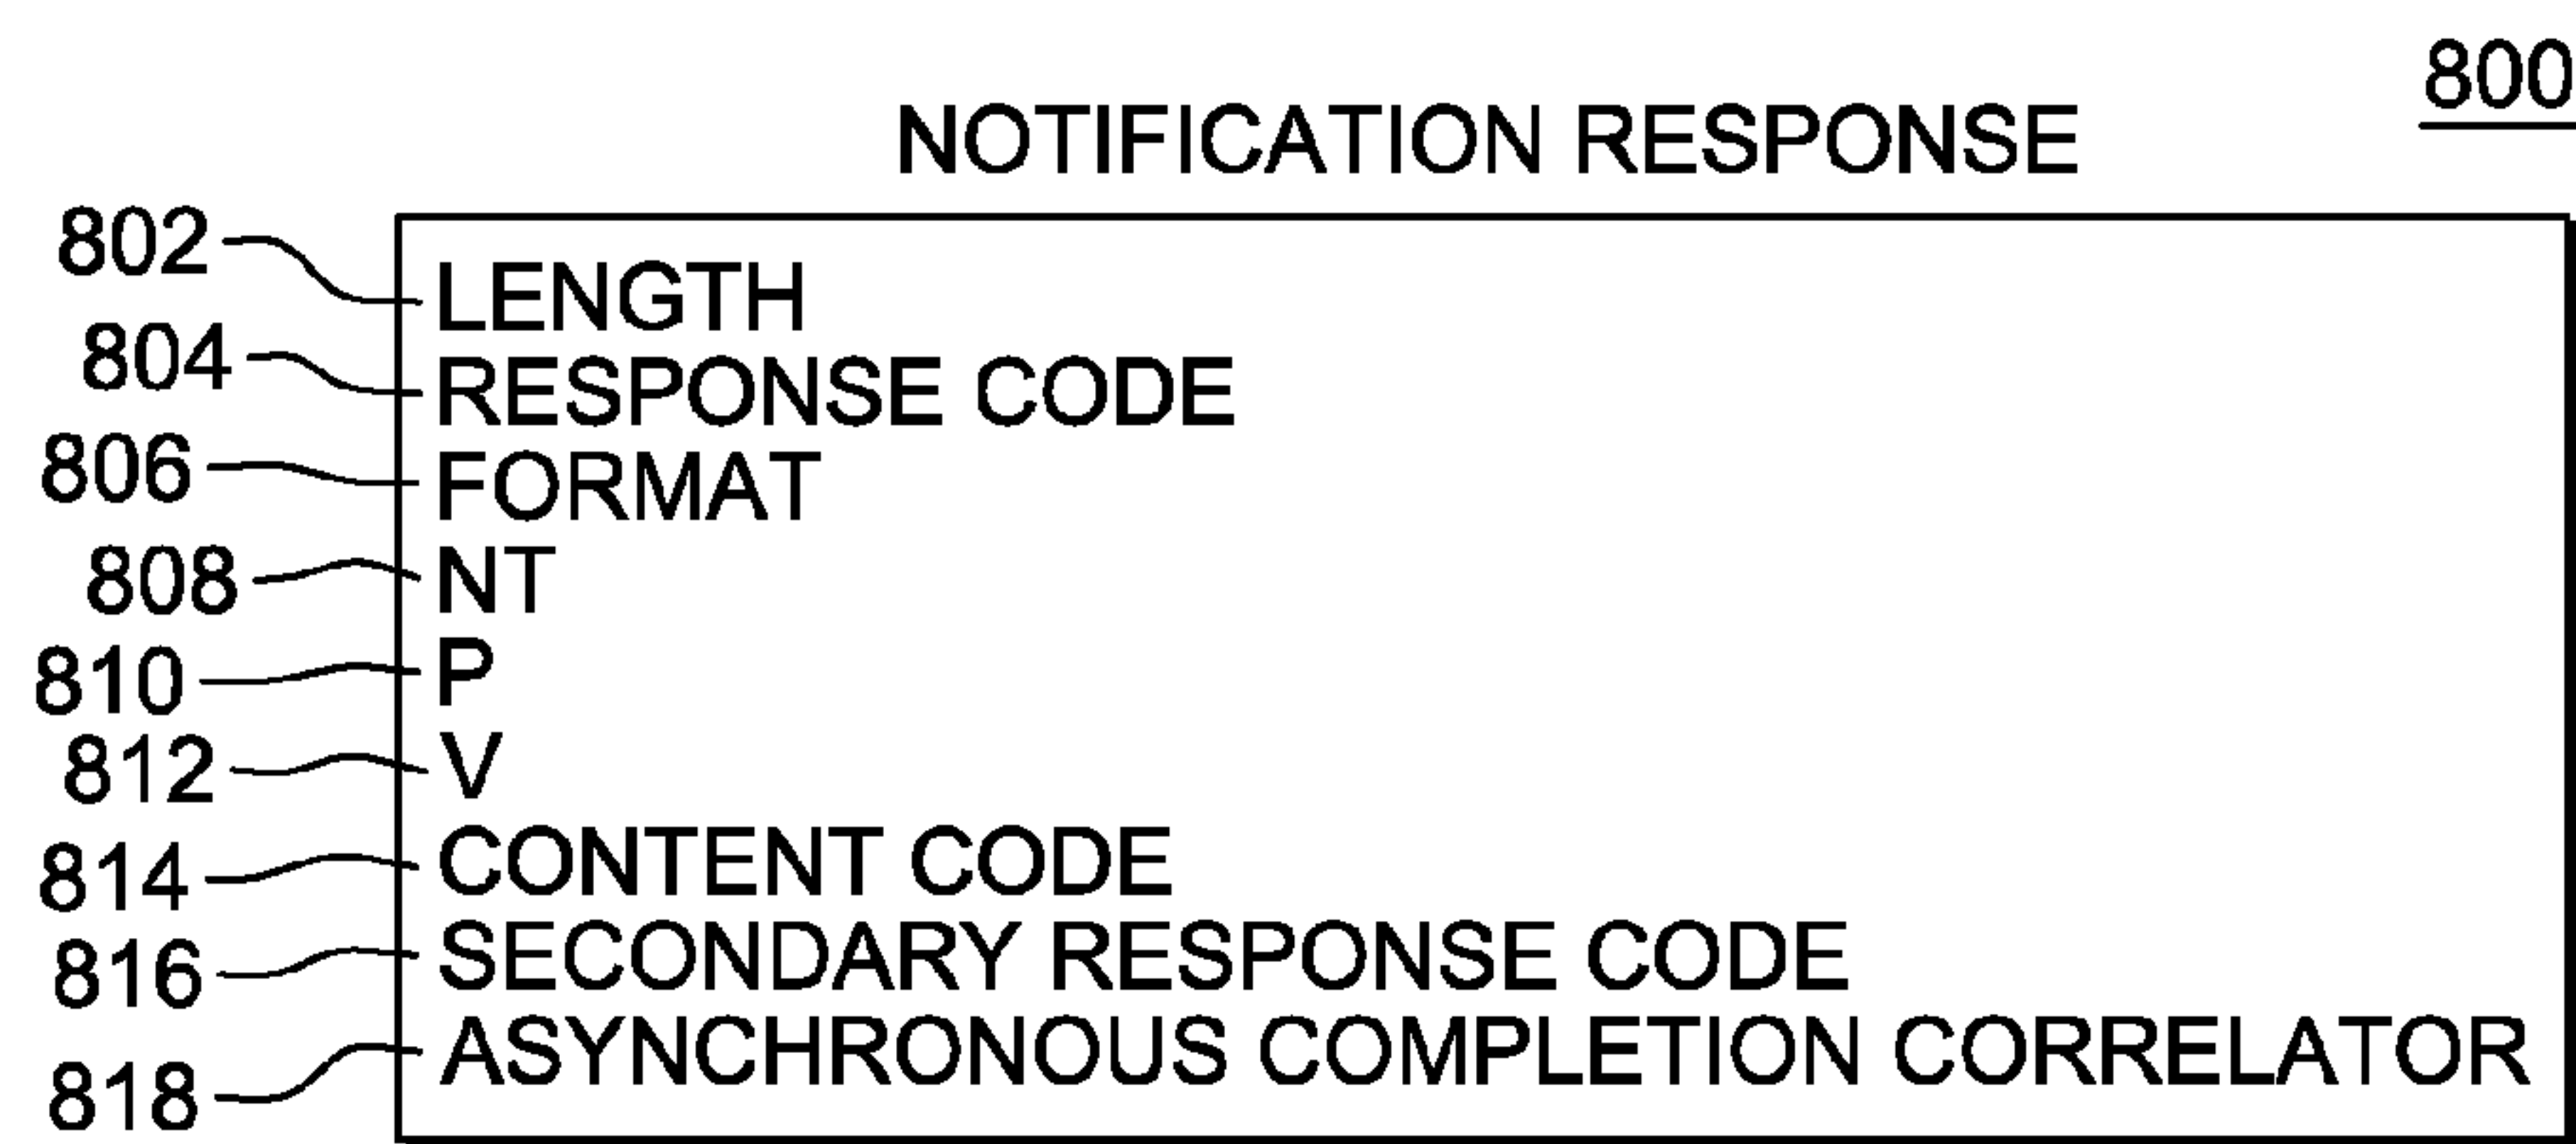 800
NOTIFICATION RESPONSE
802 LENGTH
804 RESPONSE CODE
806 FORMAT
808 NT
810 P
812 V
814 CONTENT CODE
816 SECONDARY RESPONSE CODE
818 ASYNCHRONOUS COMPLETION CORRELATOR